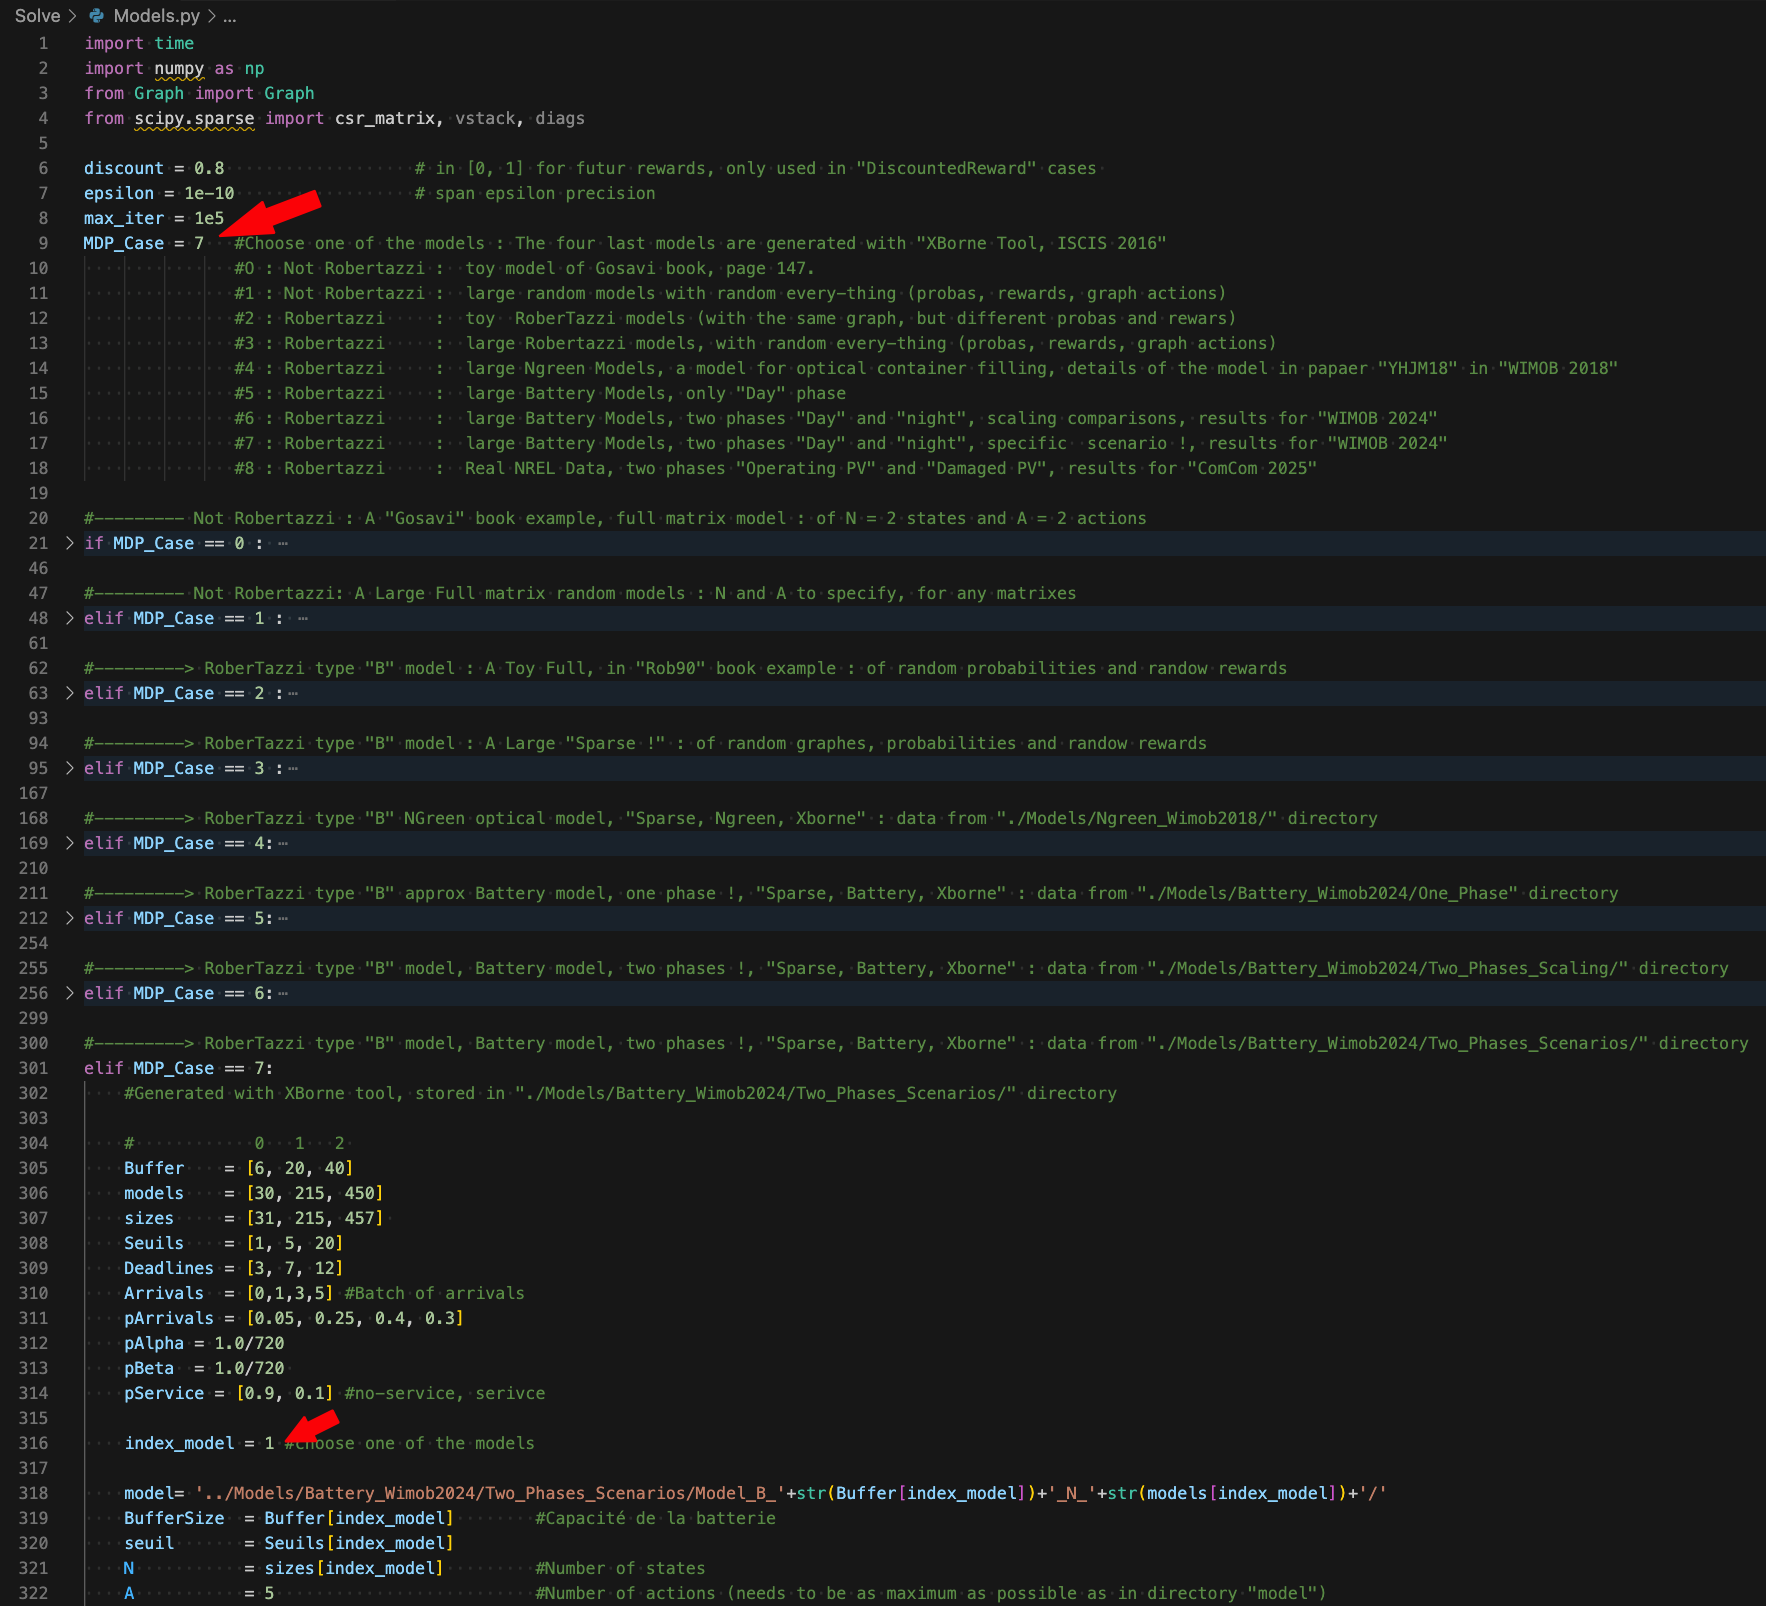 Solve > Models.py > ...
1 import time
2 import numpy as np
3 from Graph import Graph
4 from scipy.sparse import csr_matrix, vstack, diags
5
6 discount = 0.8 # in [0, 1] for futur rewards, only used in "DiscountedReward" cases
7 epsilon = 1e-10 # span epsilon precision
8 max_iter = 1e5
9 MDP_Case = 7 #Choose one of the models : The four last models are generated with "XBorne Tool, ISCIS 2016"
10 #O : Not Robertazzi : toy model of Gosavi book, page 147.
11 #1 : Not Robertazzi : large random models with random every-thing (probas, rewards, graph actions)
12 #2 : Robertazzi : toy RoberTazzi models (with the same graph, but different probas and rewars)
13 #3 : Robertazzi : large Robertazzi models, with random every-thing (probas, rewards, graph actions)
14 #4 : Robertazzi : large Ngreen Models, a model for optical container filling, details of the model in papaer "YHJM18" in "WIMOB 2018"
15 #5 : Robertazzi : large Battery Models, only "Day" phase
16 #6 : Robertazzi : large Battery Models, two phases "Day" and "night", scaling comparisons, results for "WIMOB 2024"
17 #7 : Robertazzi : large Battery Models, two phases "Day" and "night", specific scenario !, results for "WIMOB 2024"
18 #8 : Robertazzi : Real NREL Data, two phases "Operating PV" and "Damaged PV", results for "ComCom 2025"
19
20 #--------- Not Robertazzi : A "Gosavi" book example, full matrix model : of N = 2 states and A = 2 actions
21 > if MDP_Case == 0 : …
46
47 #--------- Not Robertazzi: A Large Full matrix random models : N and A to specify, for any matrixes
48 > elif MDP_Case == 1 : …
61
62 #---------> RoberTazzi type "B" model : A Toy Full, in "Rob90" book example : of random probabilities and randow rewards
63 > elif MDP_Case == 2 : …
93
94 #---------> RoberTazzi type "B" model : A Large "Sparse !" : of random graphes, probabilities and randow rewards
95 > elif MDP_Case == 3 : …
167
168 #---------> RoberTazzi type "B" NGreen optical model, "Sparse, Ngreen, Xborne" : data from "./Models/Ngreen_Wimob2018/" directory
169 > elif MDP_Case == 4: …
210
211 #---------> RoberTazzi type "B" approx Battery model, one phase !, "Sparse, Battery, Xborne" : data from "./Models/Battery_Wimob2024/One_Phase" directory
212 > elif MDP_Case == 5: …
254
255 #---------> RoberTazzi type "B" model, Battery model, two phases !, "Sparse, Battery, Xborne" : data from "./Models/Battery_Wimob2024/Two_Phases_Scaling/" directory
256 > elif MDP_Case == 6: …
299
300 #---------> RoberTazzi type "B" model, Battery model, two phases !, "Sparse, Battery, Xborne" : data from "./Models/Battery_Wimob2024/Two_Phases_Scenarios/" directory
301 elif MDP_Case == 7:
302 #Generated with XBorne tool, stored in "./Models/Battery_Wimob2024/Two_Phases_Scenarios/" directory
303
304 # 0 1 2
305 Buffer = [6, 20, 40]
306 models = [30, 215, 450]
307 sizes = [31, 215, 457]
308 Seuils = [1, 5, 20]
309 Deadlines = [3, 7, 12]
310 Arrivals = [0,1,3,5] #Batch of arrivals
311 pArrivals = [0.05, 0.25, 0.4, 0.3]
312 pAlpha = 1.0/720
313 pBeta = 1.0/720
314 pService = [0.9, 0.1] #no-service, serivce
315
316 index_model = 1 #choose one of the models
317
318 model= '../Models/Battery_Wimob2024/Two_Phases_Scenarios/Model_B_'+str(Buffer[index_model])+'_N_'+str(models[index_model])+'/'
319 BufferSize = Buffer[index_model] #Capacité de la batterie
320 seuil = Seuils[index_model]
321 N = sizes[index_model] #Number of states
322 A = 5 #Number of actions (needs to be as maximum as possible as in directory "model")